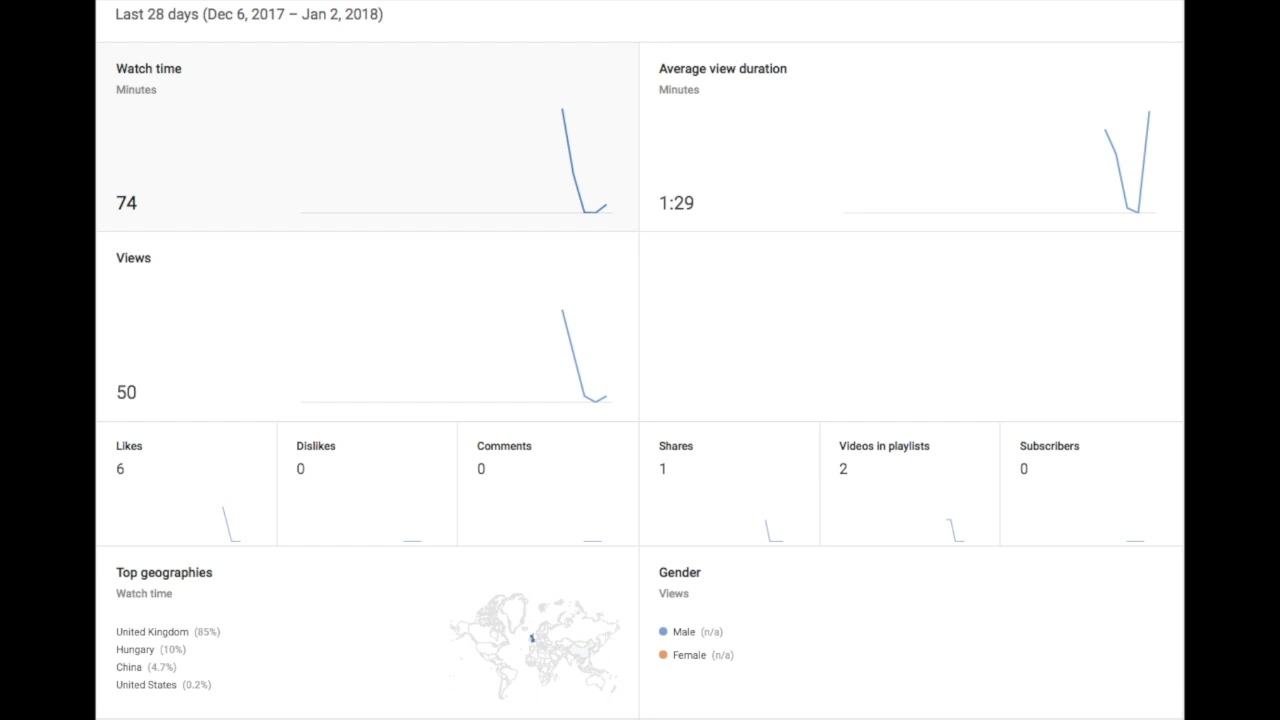 Last 28 days (Dec 6, 2017 – Jan 2, 2018)
Watch time
Minutes
74
Average view duration
Minutes
1:29
Views
50
Likes
6
Dislikes
0
Comments
0
Shares
1
Videos in playlists
2
Subscribers
0
Top geographies
Watch time
United Kingdom (85%)
Hungary (10%)
China (4.7%)
United States (0.2%)
Gender
Views
Male (n/a)
Female (n/a)